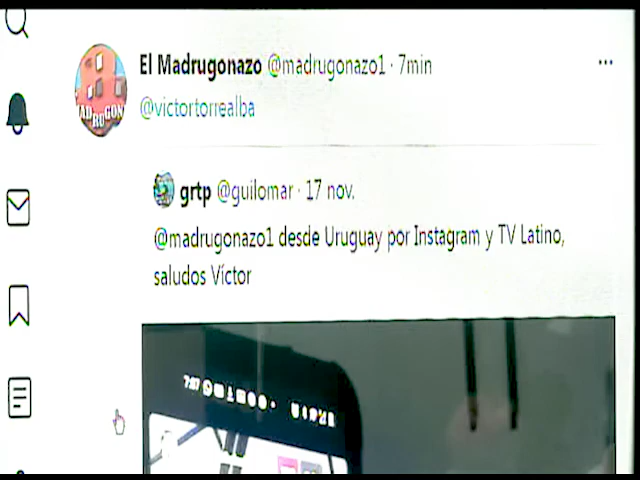 El Madrugonazo @madrugonazo1 · 7min
@victortorrealba
grtp @guilomar · 17 nov.
@madrugonazo1 desde Uruguay por Instagram y TV Latino,
saludos Víctor